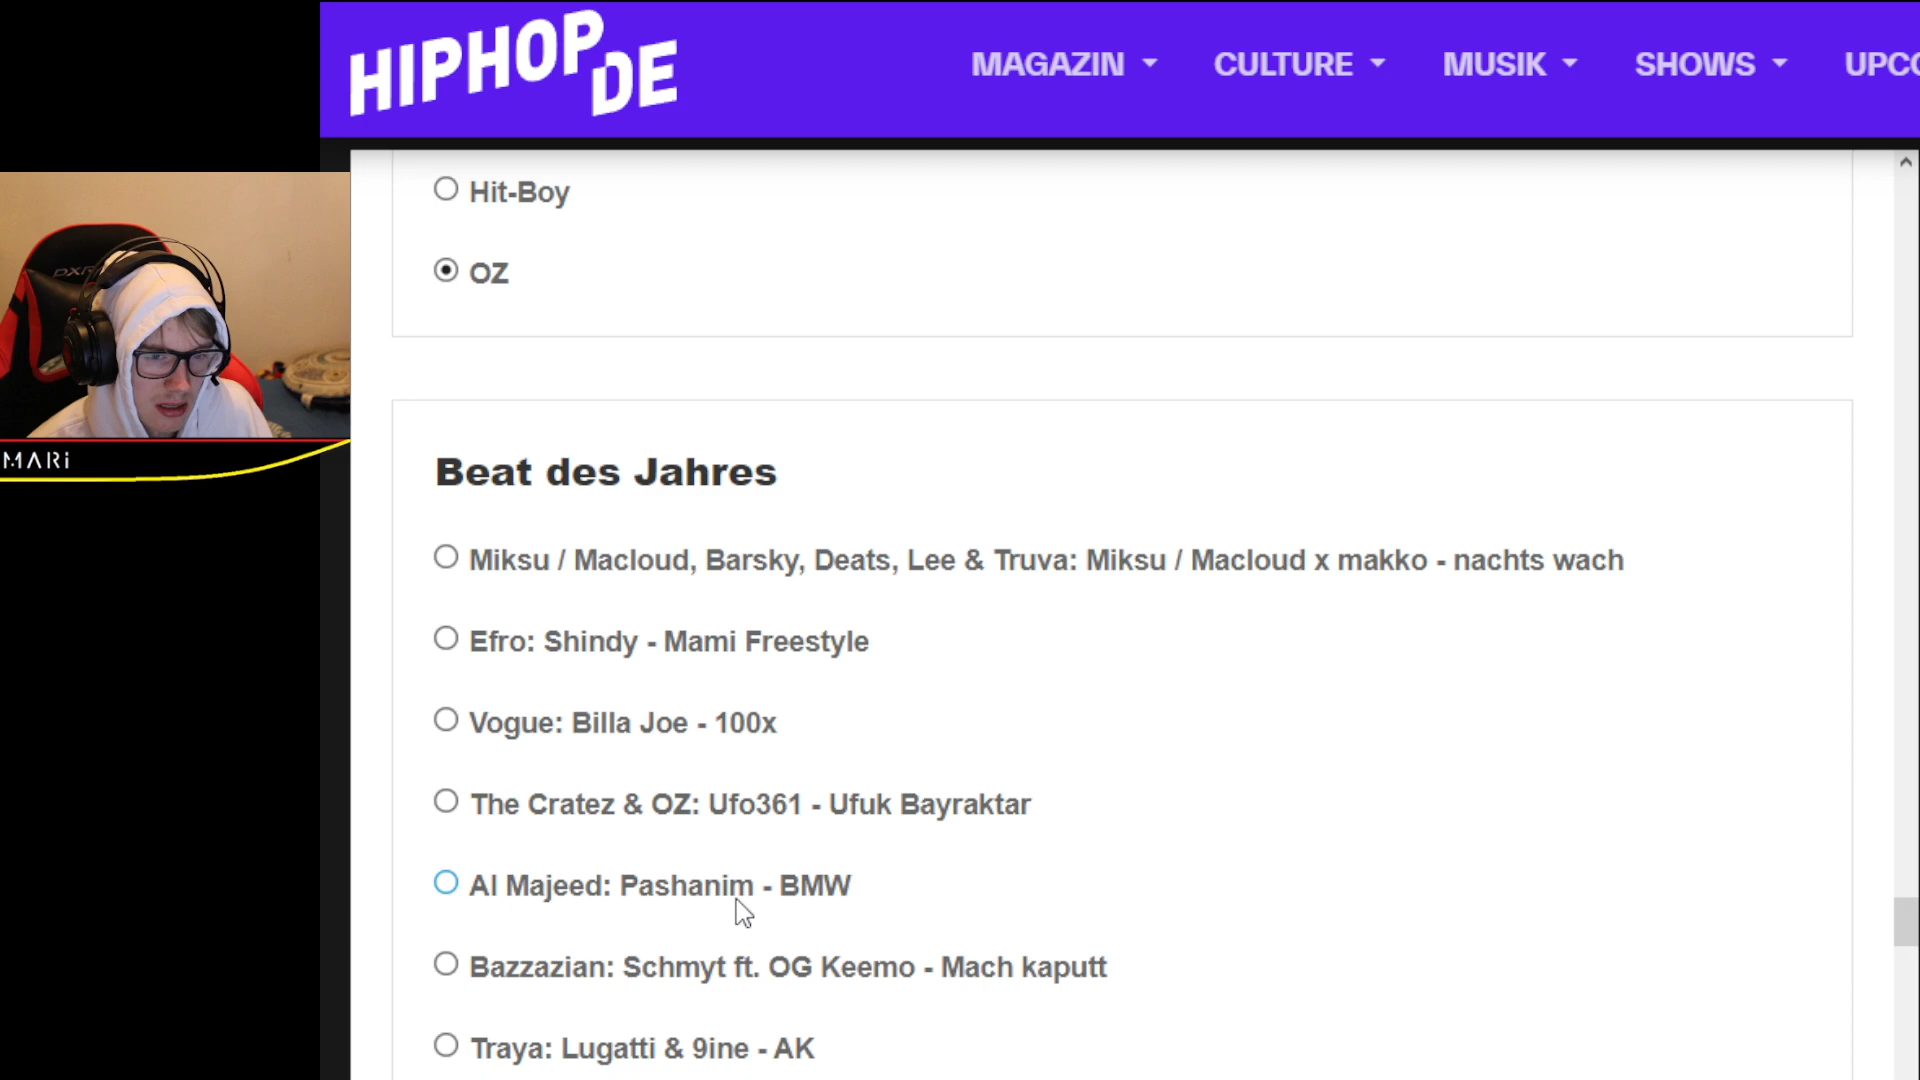 HIPHOP.DE
MAGAZIN
CULTURE
MUSIK
SHOWS
UPCO
Hit-Boy
OZ
DXR
MARi
Beat des Jahres
Miksu / Macloud, Barsky, Deats, Lee & Truva: Miksu / Macloud x makko - nachts wach
Efro: Shindy - Mami Freestyle
Vogue: Billa Joe - 100x
The Cratez & OZ: Ufo361 - Ufuk Bayraktar
Al Majeed: Pashanim - BMW
Bazzazian: Schmyt ft. OG Keemo - Mach kaputt
Traya: Lugatti & 9ine - AK